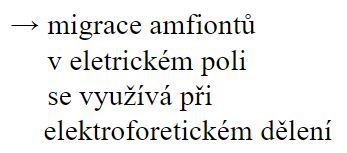 → migrace amfiontů
v eletrickém poli
se využívá při
elektroforetickém dělení